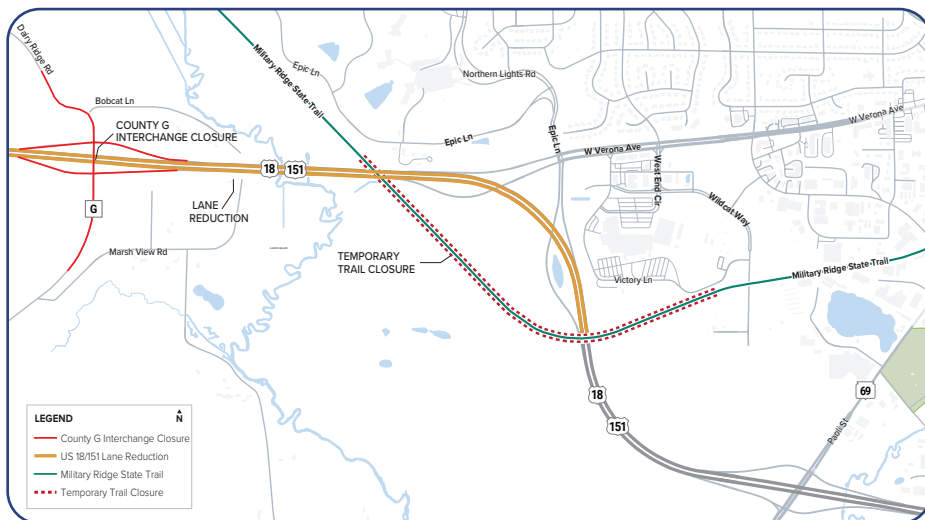 Dairy Ridge Rd
Bobcat Ln
COUNTY G
INTERCHANGE CLOSURE
G
Marsh View Rd
LANE
REDUCTION
18
151
Military Ridge State Trail
Epic Ln
Northern Lights Rd
Epic Ln
Epic Ln
W Verona Ave
W Verona Ave
West End Cir
Wildcat Way
TEMPORARY
TRAIL CLOSURE
Victory Ln
Military Ridge State Trail
18
151
69
Paoli St
LEGEND
N
County G Interchange Closure
US 18/151 Lane Reduction
Military Ridge State Trail
Temporary Trail Closure